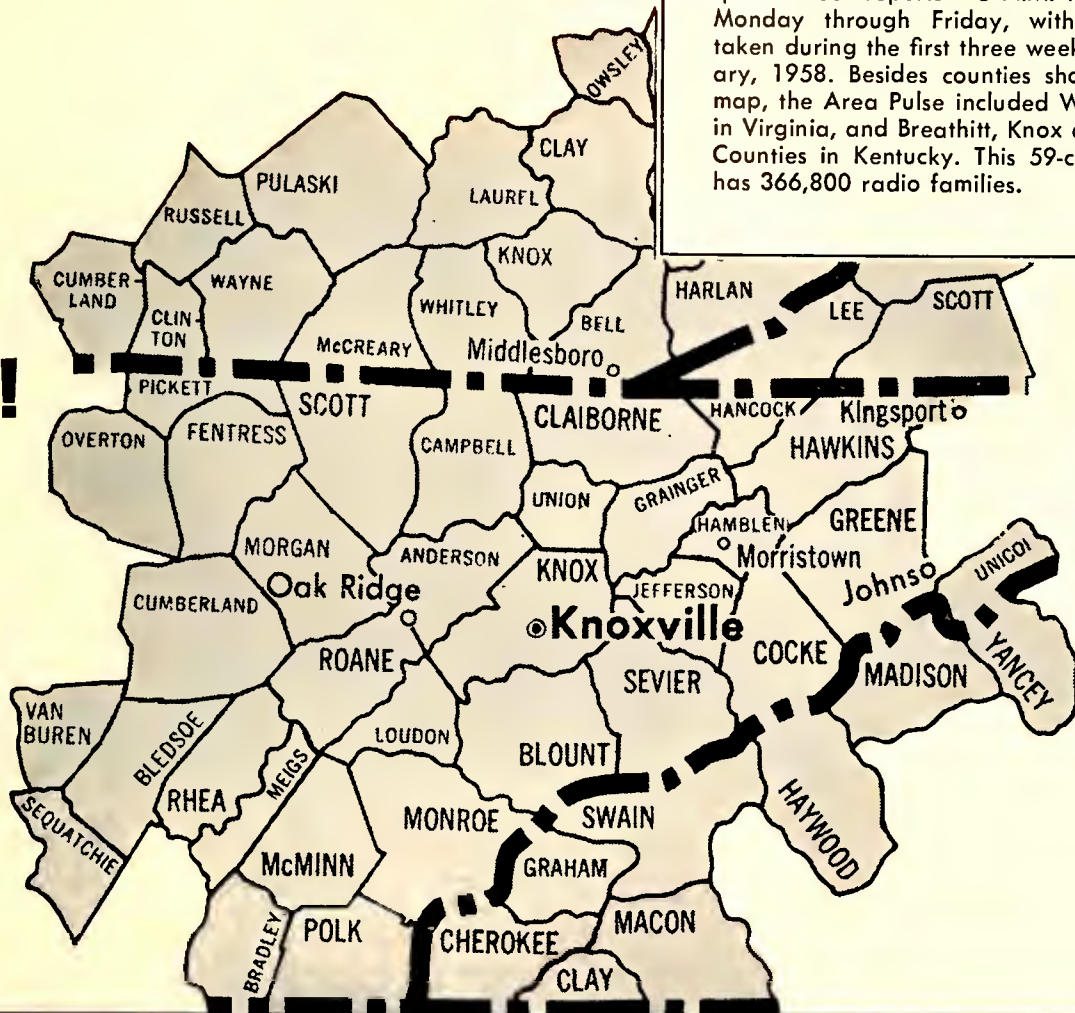 Monday through Friday, with
taken during the first three week
ary, 1958. Besides counties sho
map, the Area Pulse included W
in Virginia, and Breathitt, Knox
Counties in Kentucky. This 59-c
has 366,800 radio families.
OWSLEY
CLAY
PULASKI
LAUREL
RUSSELL
KNOX
CUMBER-
LAND
WAYNE
HARLAN
LEE
SCOTT
WHITLEY
CLIN-
TON
BELL
McCREARY
Middlesboro
!
PICKETT
SCOTT
CLAIBORNE
HANCOCK
Kingsport
OVERTON
FENTRESS
CAMPBELL
HAWKINS
UNION
GRAINGER
HAMBLEN
GREENE
MORGAN
ANDERSON
KNOX
Morristown
UNICOI
Oak Ridge
JEFFERSON
Johnso
CUMBERLAND
Knoxville
YANCEY
ROANE
COCKE
MADISON
SEVIER
VAN
BUREN
BLEDSOE
LOUDON
BLOUNT
MEIGS
RHEA
HAYWOOD
SEQUATCHIE
MONROE
SWAIN
McMINN
GRAHAM
BRADLEY
POLK
CHEROKEE
MACON
CLAY